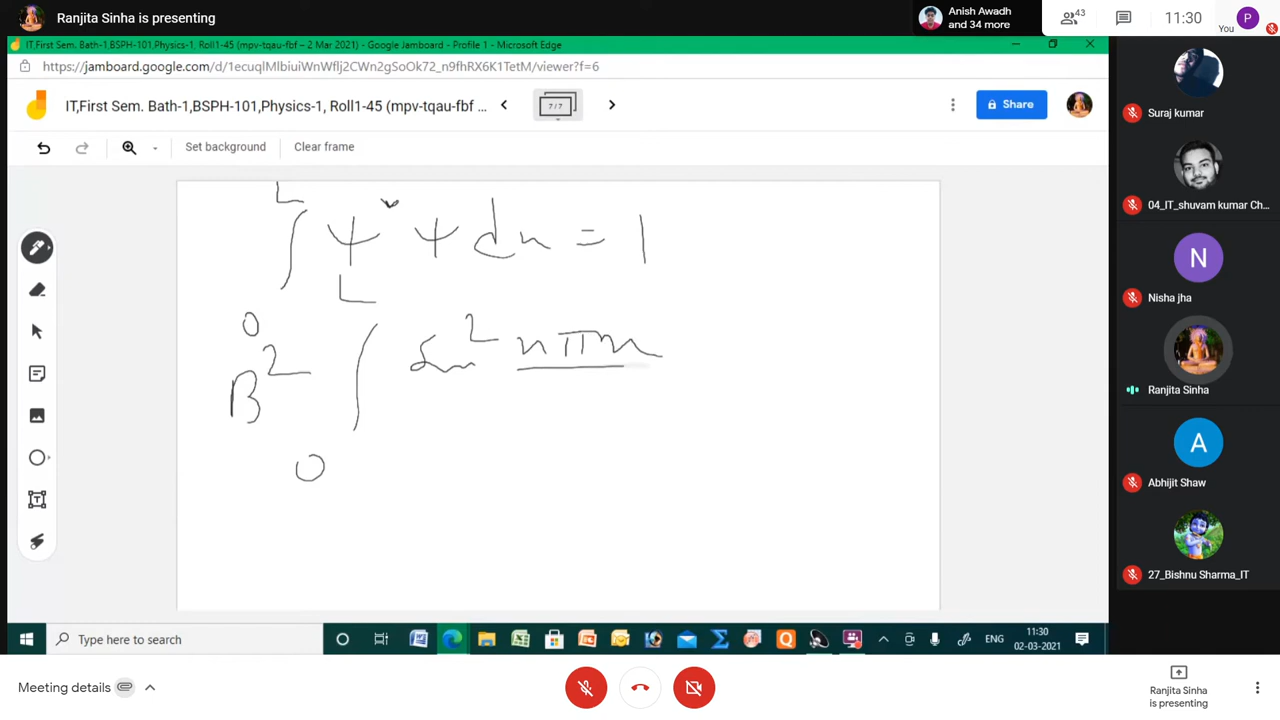 Ranjita Sinha is presenting
Anish Awadh
and 34 more
43
11:30
You
P
IT,First Sem. Bath-1,BSPH-101,Physics-1, Roll1-45 (mpv-tqau-fbf – 2 Mar 2021) - Google Jamboard - Profile 1 - Microsoft Edge
https://jamboard.google.com/d/1ecuqlMlbiuiWnWflj2CWn2gSoOk72_n9fhRX6K1TetM/viewer?f=6
IT,First Sem. Bath-1,BSPH-101,Physics-1, Roll1-45 (mpv-tqau-fbf ...
7 / 7
Share
Set background
Clear frame
∫₀ᴸ ψ* ψ dx = 1
B² ∫₀ᴸ Sin² nπx
Suraj kumar
04_IT_shuvam kumar Ch...
N
Nisha jha
Ranjita Sinha
A
Abhijit Shaw
27_Bishnu Sharma_IT
Type here to search
ENG
11:30
02-03-2021
Meeting details
Ranjita Sinha
is presenting